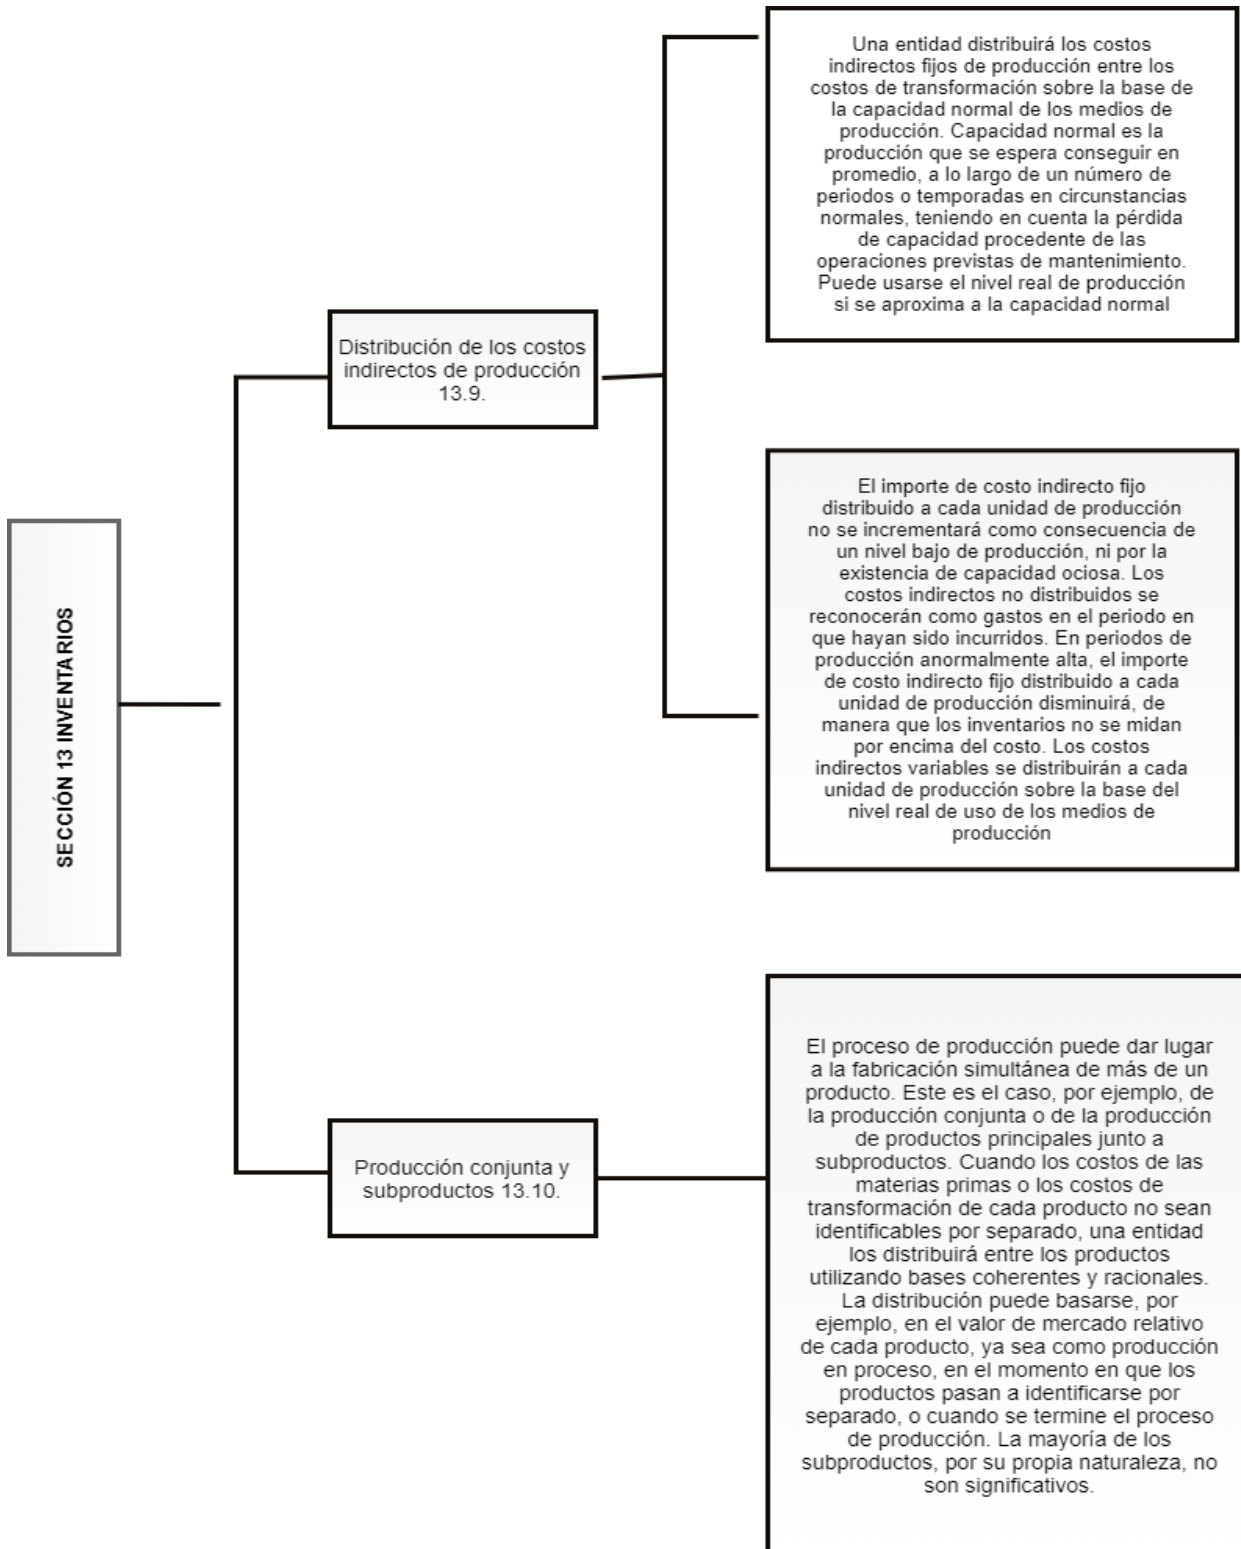 SECCIÓN 13 INVENTARIOS
Distribución de los costos
indirectos de producción
13.9.
Una entidad distribuirá los costos
indirectos fijos de producción entre los
costos de transformación sobre la base de
la capacidad normal de los medios de
producción. Capacidad normal es la
producción que se espera conseguir en
promedio, a lo largo de un número de
periodos o temporadas en circunstancias
normales, teniendo en cuenta la pérdida
de capacidad procedente de las
operaciones previstas de mantenimiento.
Puede usarse el nivel real de producción
si se aproxima a la capacidad normal
El importe de costo indirecto fijo
distribuido a cada unidad de producción
no se incrementará como consecuencia de
un nivel bajo de producción, ni por la
existencia de capacidad ociosa. Los
costos indirectos no distribuidos se
reconocerán como gastos en el periodo en
que hayan sido incurridos. En periodos de
producción anormalmente alta, el importe
de costo indirecto fijo distribuido a cada
unidad de producción disminuirá, de
manera que los inventarios no se midan
por encima del costo. Los costos
indirectos variables se distribuirán a cada
unidad de producción sobre la base del
nivel real de uso de los medios de
producción
Producción conjunta y
subproductos 13.10.
El proceso de producción puede dar lugar
a la fabricación simultánea de más de un
producto. Este es el caso, por ejemplo, de
la producción conjunta o de la producción
de productos principales junto a
subproductos. Cuando los costos de las
materias primas o los costos de
transformación de cada producto no sean
identificables por separado, una entidad
los distribuirá entre los productos
utilizando bases coherentes y racionales.
La distribución puede basarse, por
ejemplo, en el valor de mercado relativo
de cada producto, ya sea como producción
en proceso, en el momento en que los
productos pasan a identificarse por
separado, o cuando se termine el proceso
de producción. La mayoría de los
subproductos, por su propia naturaleza, no
son significativos.